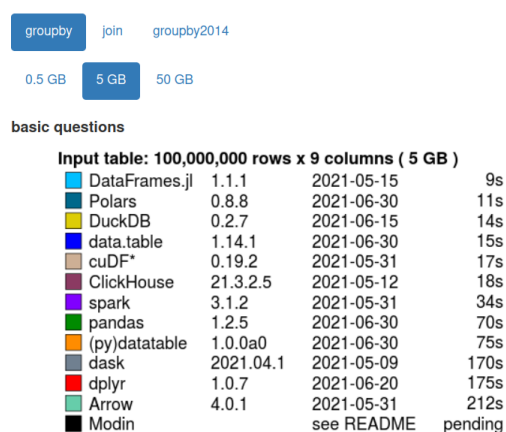 groupby join groupby2014
0.5 GB 5 GB 50 GB
basic questions
Input table: 100,000,000 rows x 9 columns ( 5 GB )
DataFrames.jl 1.1.1 2021-05-15 9s
Polars 0.8.8 2021-06-30 11s
DuckDB 0.2.7 2021-06-15 14s
data.table 1.14.1 2021-06-30 15s
cuDF* 0.19.2 2021-05-31 17s
ClickHouse 21.3.2.5 2021-05-12 18s
spark 3.1.2 2021-05-31 34s
pandas 1.2.5 2021-06-30 70s
(py)datatable 1.0.0a0 2021-06-30 75s
dask 2021.04.1 2021-05-09 170s
dplyr 1.0.7 2021-06-20 175s
Arrow 4.0.1 2021-05-31 212s
Modin see README pending